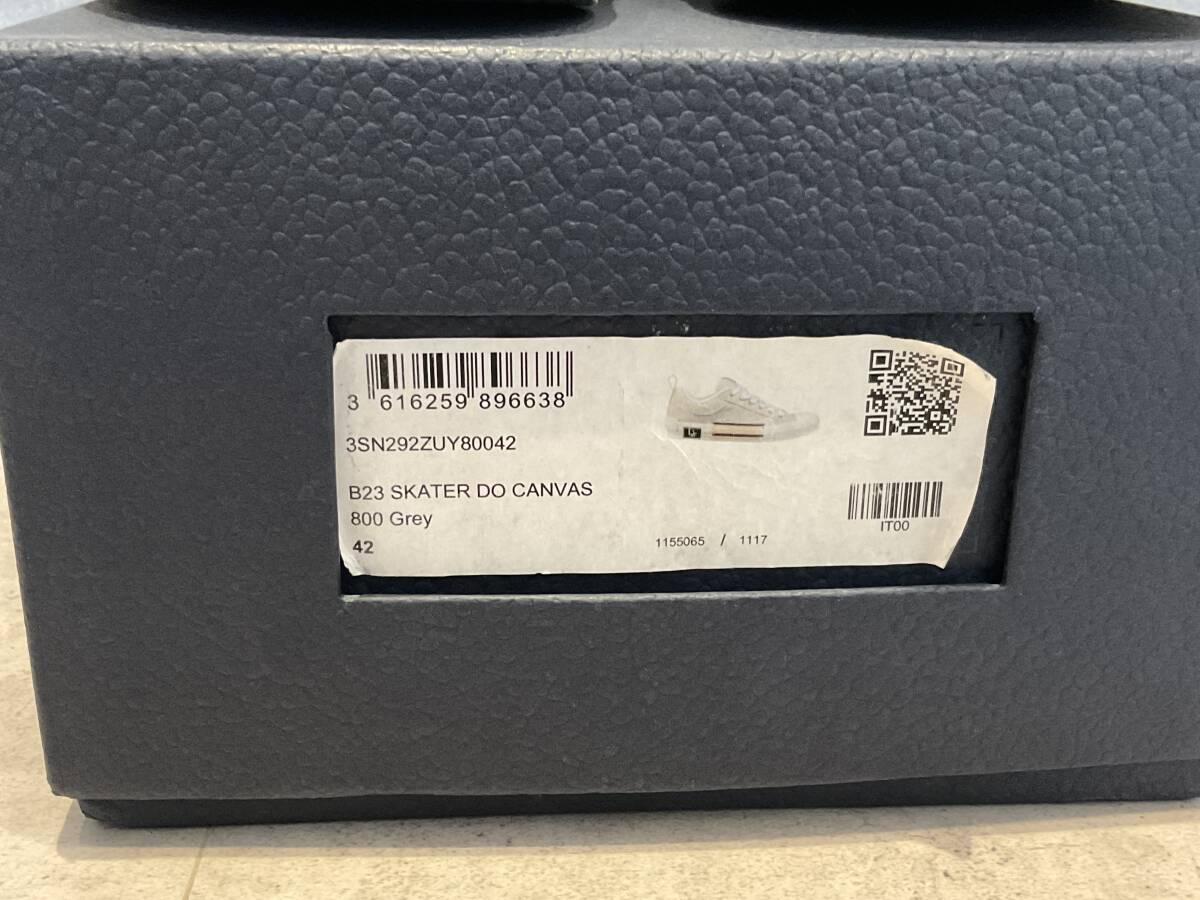 3 616259 896638
3SN292ZUY80042
B23 SKATER DO CANVAS
800 Grey
42
1155065 / 1117
IT00